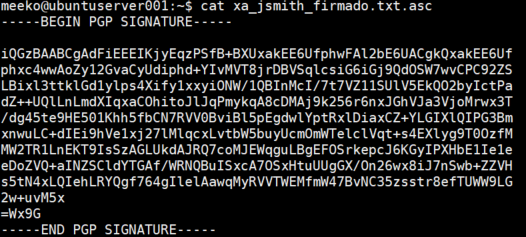 meeko@ubuntuserver001:~$ cat xa_jsmith_firmado.txt.asc
-----BEGIN PGP SIGNATURE-----
iQGzBAABCgAdFiEEEIKjyEqzPSfB+BXUxakEE6UfphwFAl2bE6UACgkQxakEE6Uf
phxc4wwAoZy12GvaCyUdiphd+YIvMVT8jrDBVSqlcsiG6iGj9QdOSW7wvCPC92ZS
LBixl3ttklGd1ylps4Xify1xxyiONW/1QBInMcI/7t7VZ11SUlV5EkQO2byIctPa
dZ++UQlLnLmdXIqxaCOhitoJlJqPmykqA8cDMAj9k256r6nxJGhVJa3VjoMrwx3T
/dg45te9HE501Khh5fbCN7RVV0BviBl5pEgdwlYptRxlDiaxCZ+YLGIXlQIPG3Bm
xnwuLC+dIEi9hVe1xj27lMlqcxLvtbW5buyUcmOmWTelclVqt+s4EXlyg9T0OzfM
MW2TR1LnEKT9IsSzAGLUkdAJRQ7coMJEWqguLBgEFOSrkepcJ6KGyIPXHbE1Ie1e
eDoZVQ+aINZSCldYTGAf/WRNQBuISxcA7OSxHtuUUgGX/On26wx8iJ7nSwb+ZZVH
s5tN4xLQIehLRYQgf764gIlelAawqMyRVVTWEMfmW47BvNC35zsstr8efTUWW9LG
2w+uvM5x
=Wx9G
-----END PGP SIGNATURE-----